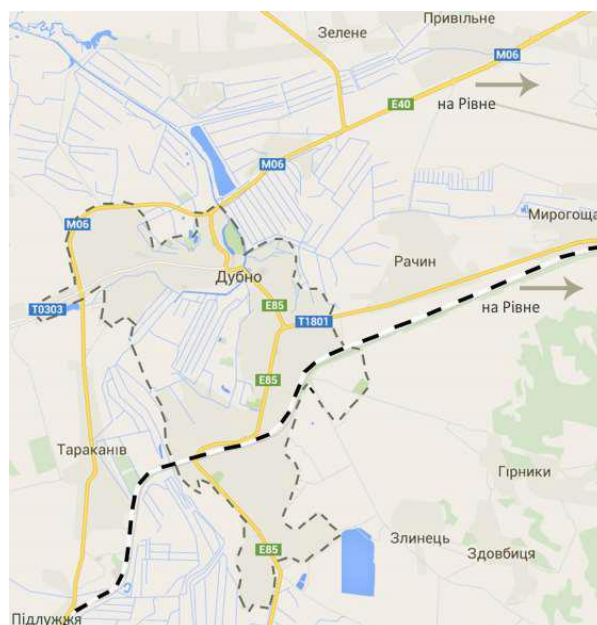 Привільне
Зелене
M06
на Рівне
E40
M06
M06
Мирогоща
Рачин
Дубно
на Рівне
T0303
E85
T1801
E85
Тараканів
Гірники
Злинець
Здовбиця
E85
Підлужжя